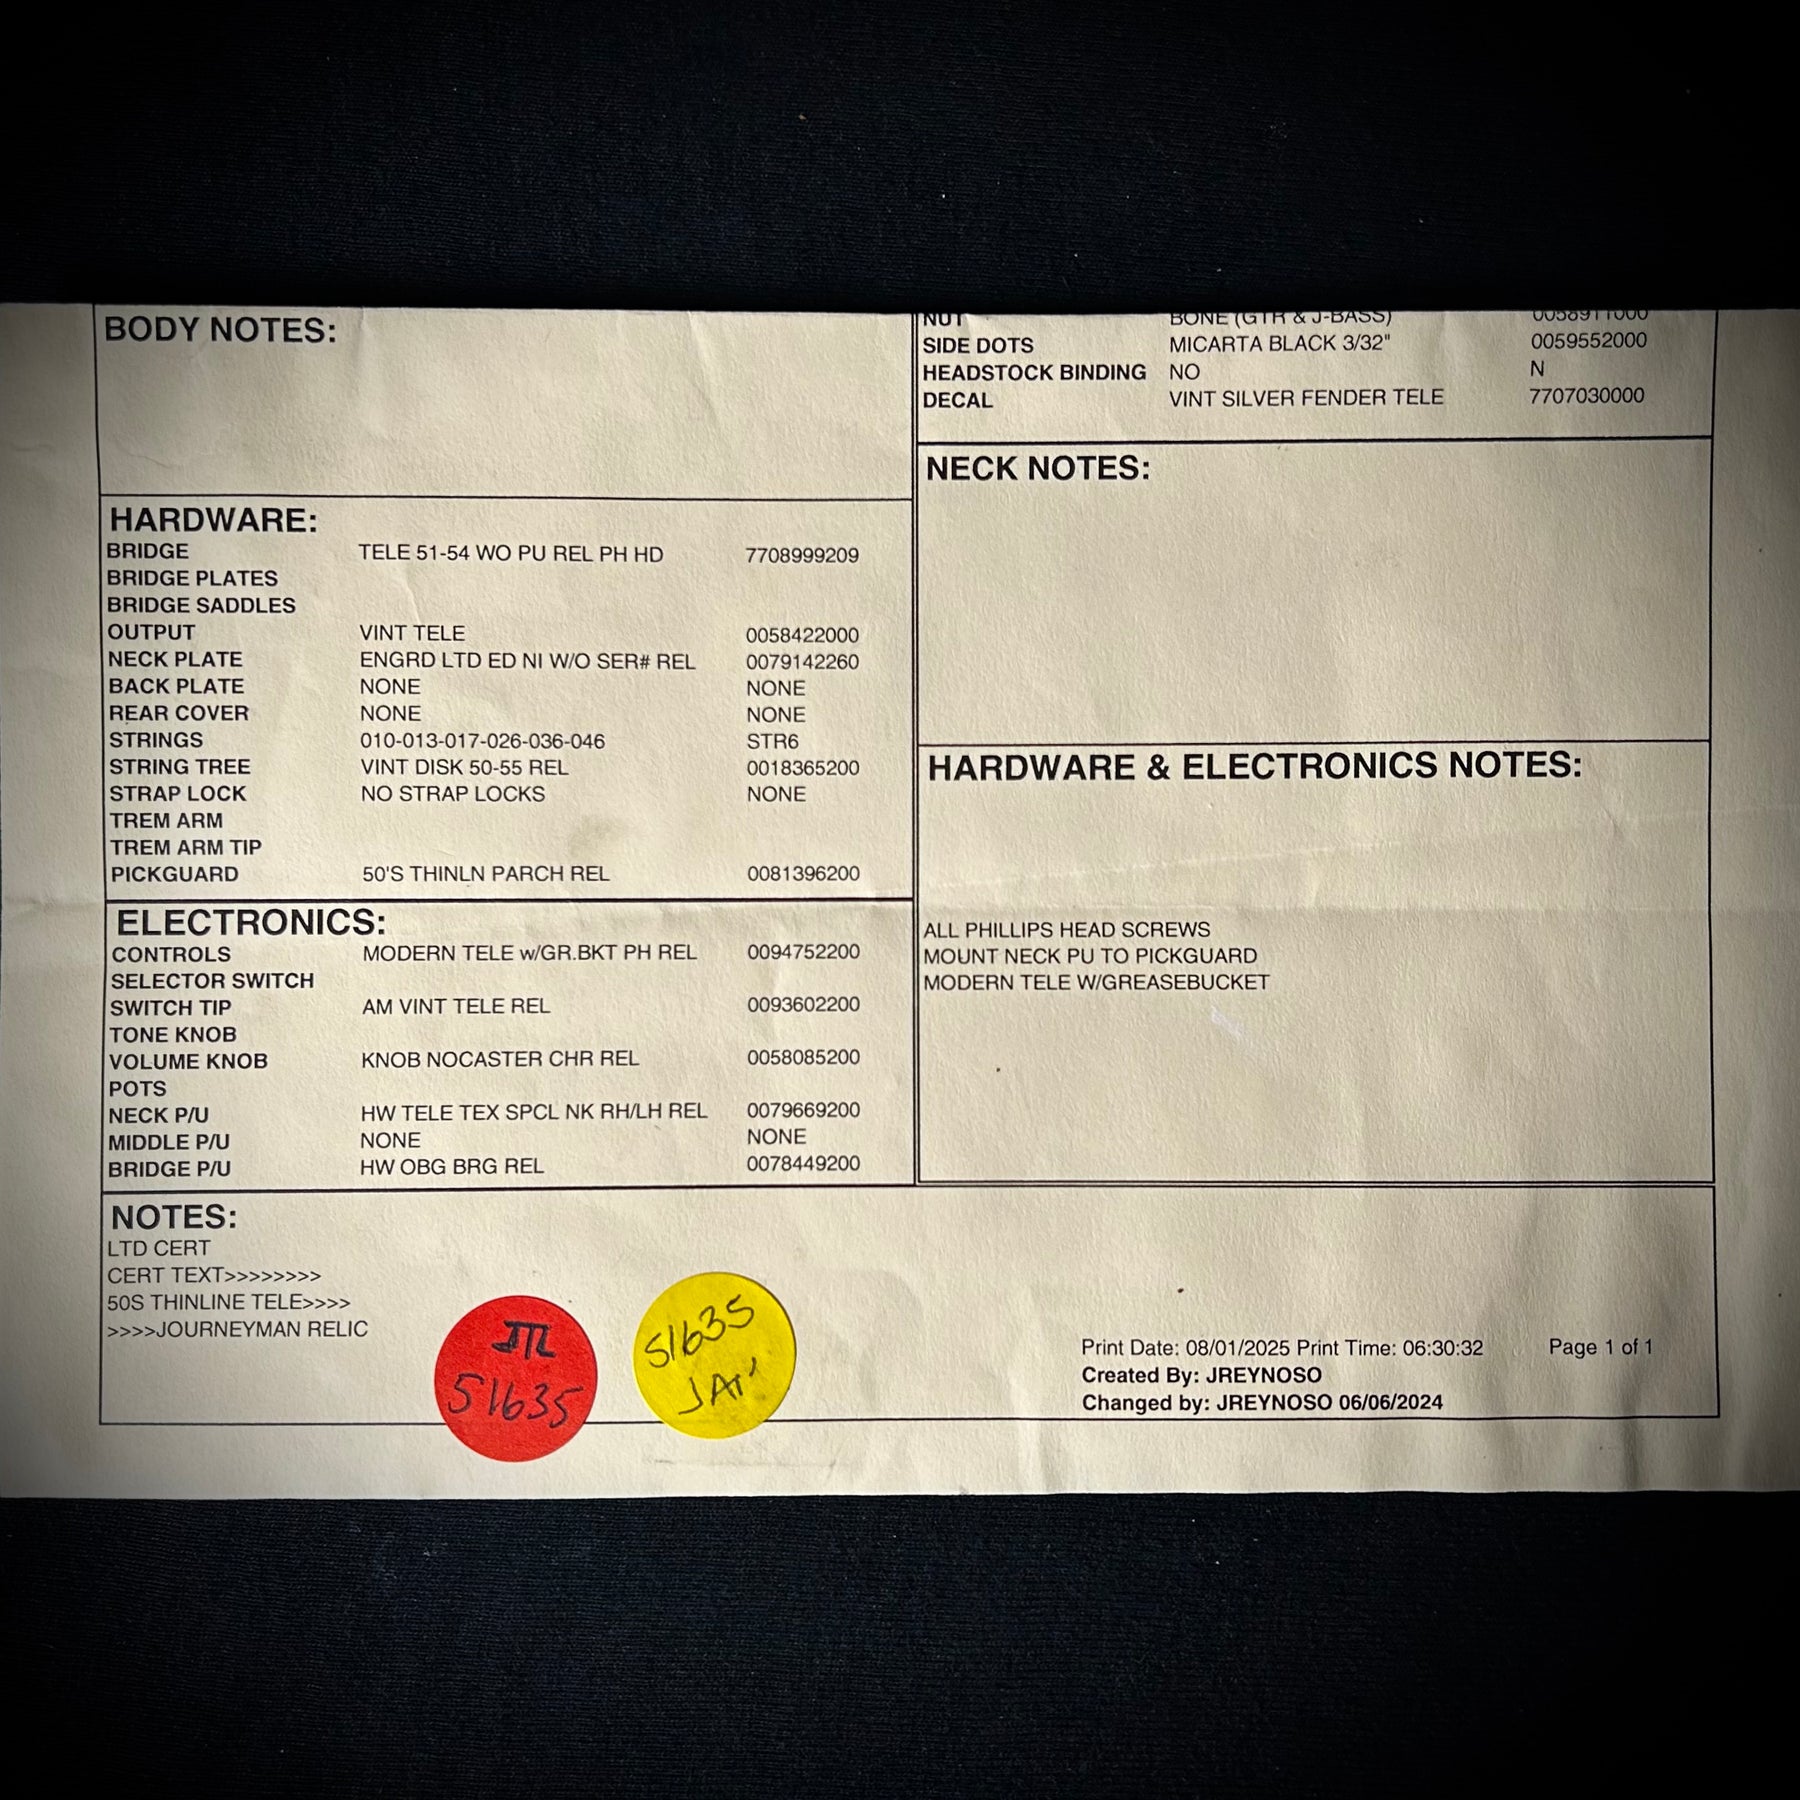 BODY NOTES:
HARDWARE:
BRIDGE TELE 51-54 WO PU REL PH HD 7708999209
BRIDGE PLATES
BRIDGE SADDLES
OUTPUT VINT TELE 0058422000
NECK PLATE ENGRD LTD ED NI W/O SER# REL 0079142260
BACK PLATE NONE NONE
REAR COVER NONE NONE
STRINGS 010-013-017-026-036-046 STR6
STRING TREE VINT DISK 50-55 REL 0018365200
STRAP LOCK NO STRAP LOCKS NONE
TREM ARM
TREM ARM TIP
PICKGUARD 50'S THINLN PARCH REL 0081396200
ELECTRONICS:
CONTROLS MODERN TELE w/GR.BKT PH REL 0094752200
SELECTOR SWITCH
SWITCH TIP AM VINT TELE REL 0093602200
TONE KNOB
VOLUME KNOB KNOB NOCASTER CHR REL 0058085200
POTS
NECK P/U HW TELE TEX SPCL NK RH/LH REL 0079669200
MIDDLE P/U NONE NONE
BRIDGE P/U HW OBG BRG REL 0078449200
NUT BONE (GTR & J-BASS) 0058911000
SIDE DOTS MICARTA BLACK 3/32" 0059552000
HEADSTOCK BINDING NO N
DECAL VINT SILVER FENDER TELE 7707030000
NECK NOTES:
HARDWARE & ELECTRONICS NOTES:
ALL PHILLIPS HEAD SCREWS
MOUNT NECK PU TO PICKGUARD
MODERN TELE W/GREASEBUCKET
NOTES:
LTD CERT
CERT TEXT>>>>>>>>
50S THINLINE TELE>>>>
>>>>JOURNEYMAN RELIC
51635
51635
Print Date: 08/01/2025 Print Time: 06:30:32 Page 1 of 1
Created By: JREYNOSO
Changed by: JREYNOSO 06/06/2024